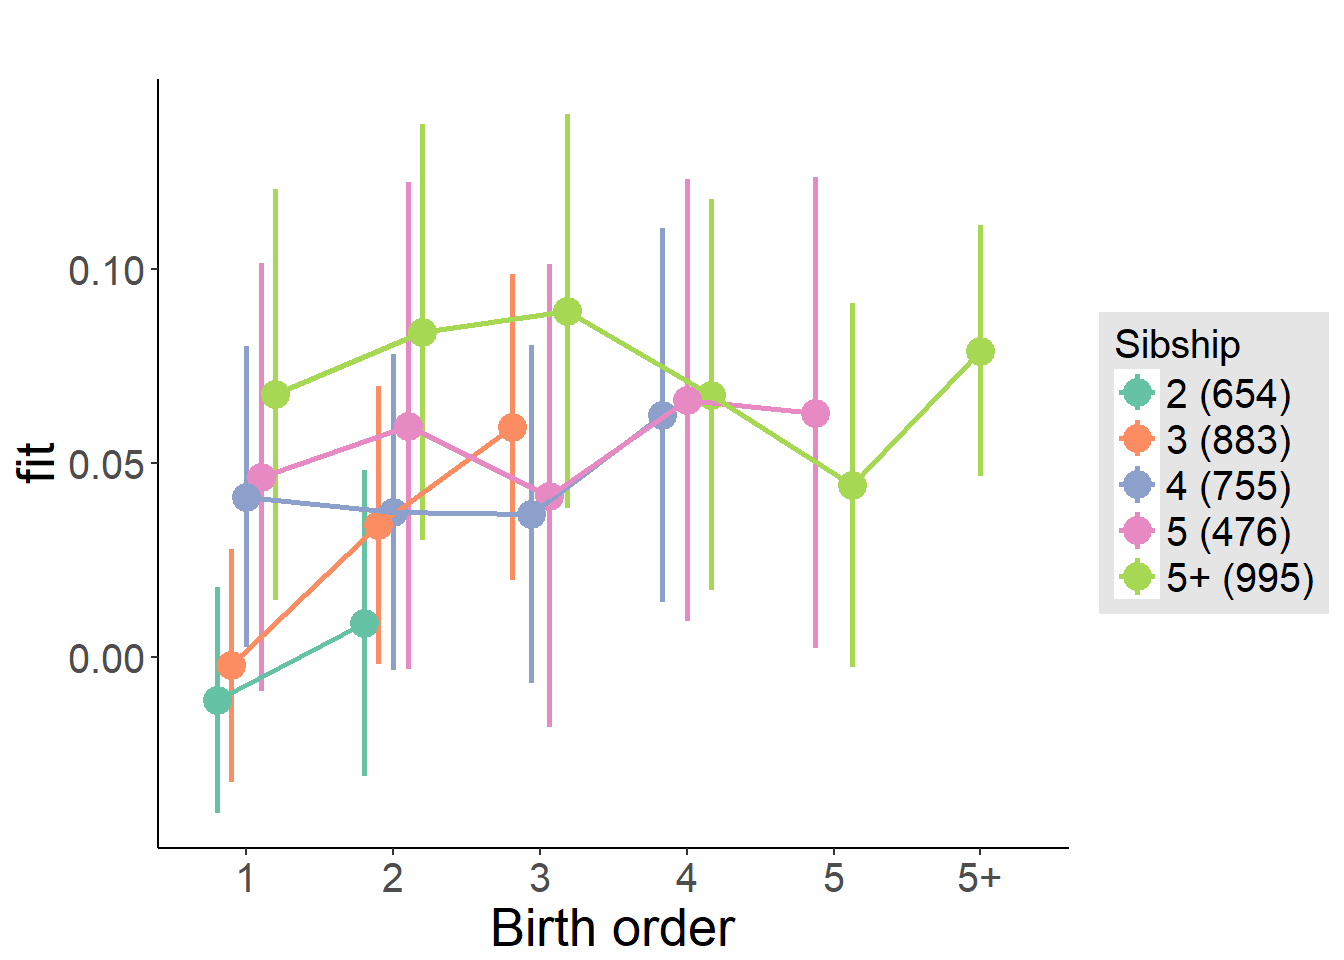 fit
0.10
0.05
0.00
1 2 3 4 5 5+
Birth order
Sibship
2 (654)
3 (883)
4 (755)
5 (476)
5+ (995)